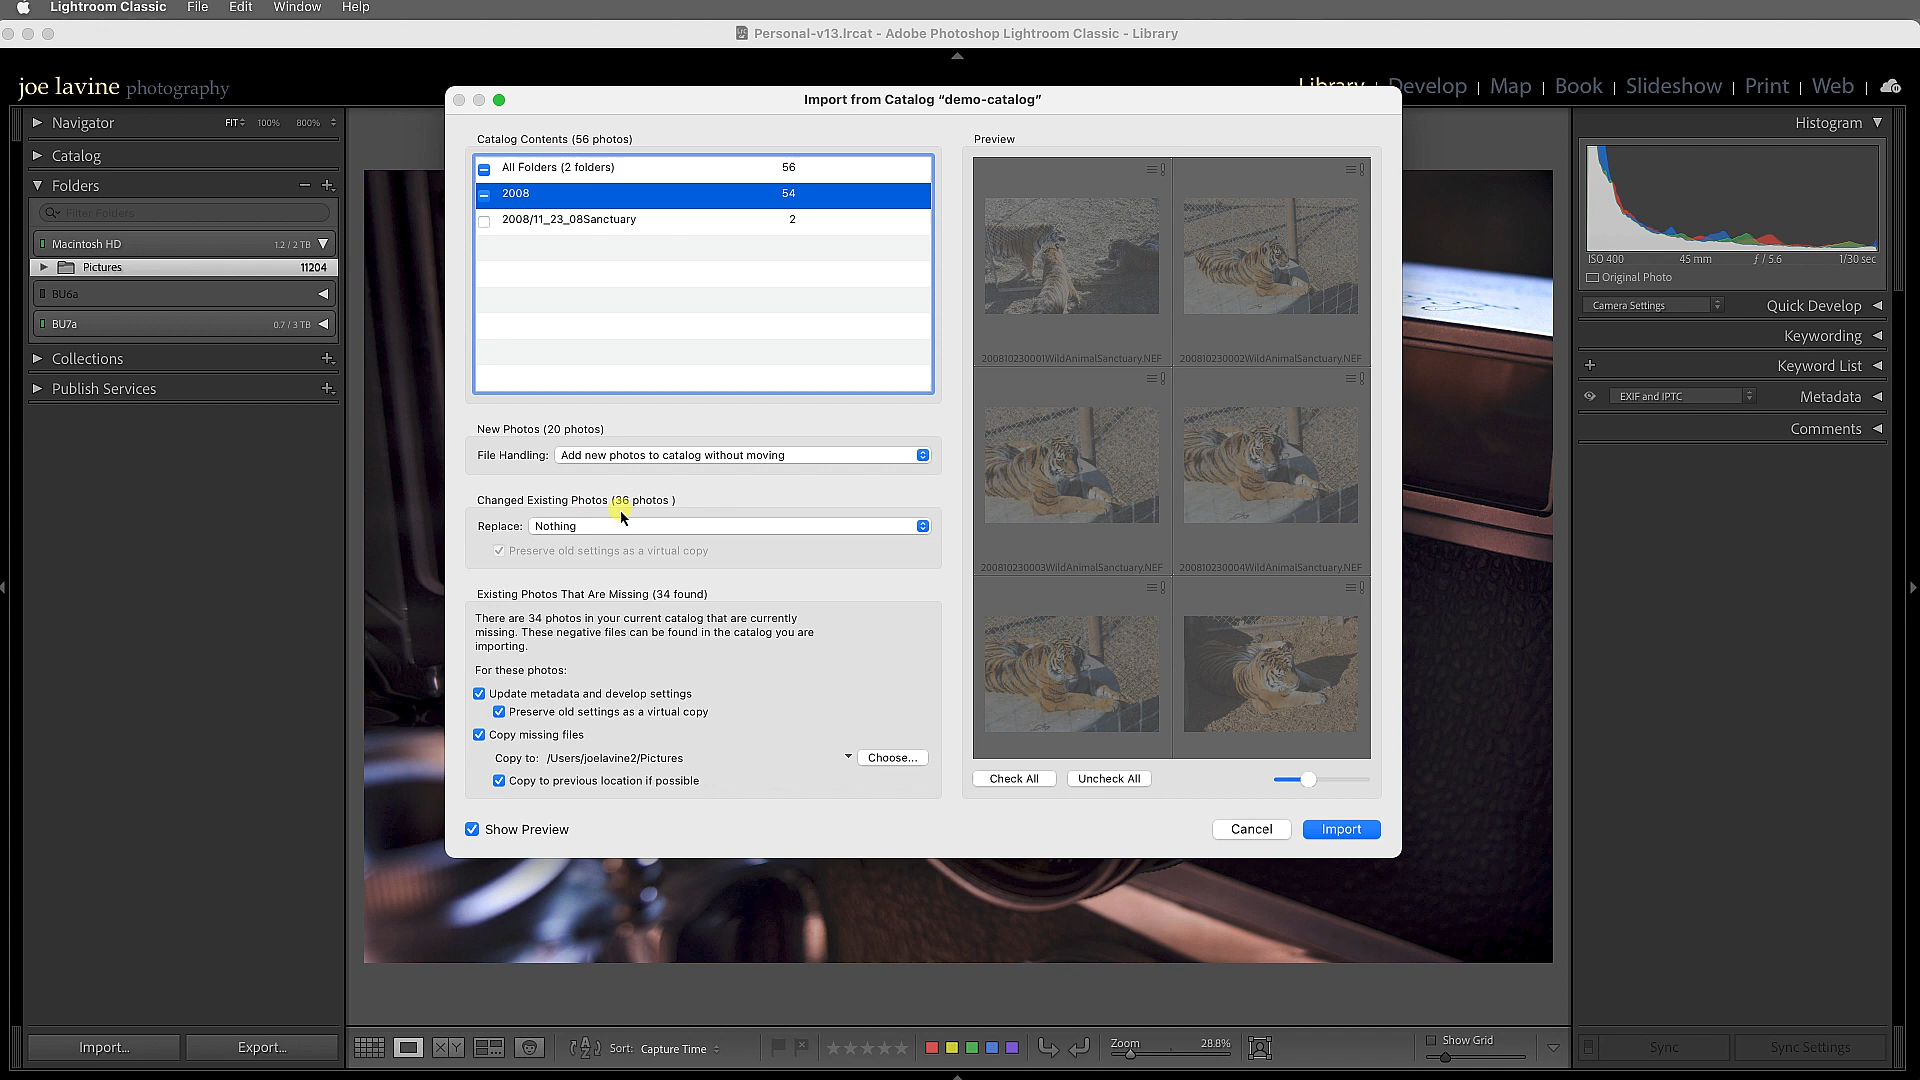 Lightroom Classic File Edit Window Help
Personal-v13.lrcat - Adobe Photoshop Lightroom Classic - Library
joe lavine photography
Library | Develop | Map | Book | Slideshow | Print | Web |
Navigator FIT 100% 800%
Catalog
Folders
Filter Folders
Macintosh HD 1.2 / 2 TB
Pictures 11204
BU6a
BU7a 0.7 / 3 TB
Collections
Publish Services
Import from Catalog “demo-catalog”
Catalog Contents (56 photos)
All Folders (2 folders) 56
2008 54
2008/11_23_08Sanctuary 2
New Photos (20 photos)
File Handling: Add new photos to catalog without moving
Changed Existing Photos (36 photos )
Replace: Nothing
Preserve old settings as a virtual copy
Existing Photos That Are Missing (34 found)
There are 34 photos in your current catalog that are currently
missing. These negative files can be found in the catalog you are
importing.
For these photos:
Update metadata and develop settings
Preserve old settings as a virtual copy
Copy missing files
Copy to: /Users/joelavine2/Pictures Choose...
Copy to previous location if possible
Show Preview
Preview
200810230001WildAnimalSanctuary.NEF 200810230002WildAnimalSanctuary.NEF
200810230003WildAnimalSanctuary.NEF 200810230004WildAnimalSanctuary.NEF
Check All Uncheck All
Cancel Import
Histogram
ISO 400 45 mm ƒ / 5.6 1/30 sec
Original Photo
Camera Settings Quick Develop
Keywording
Keyword List
EXIF and IPTC Metadata
Comments
Import... Export...
XY
Sort: Capture Time
Zoom 28.8%
Show Grid
Sync Sync Settings